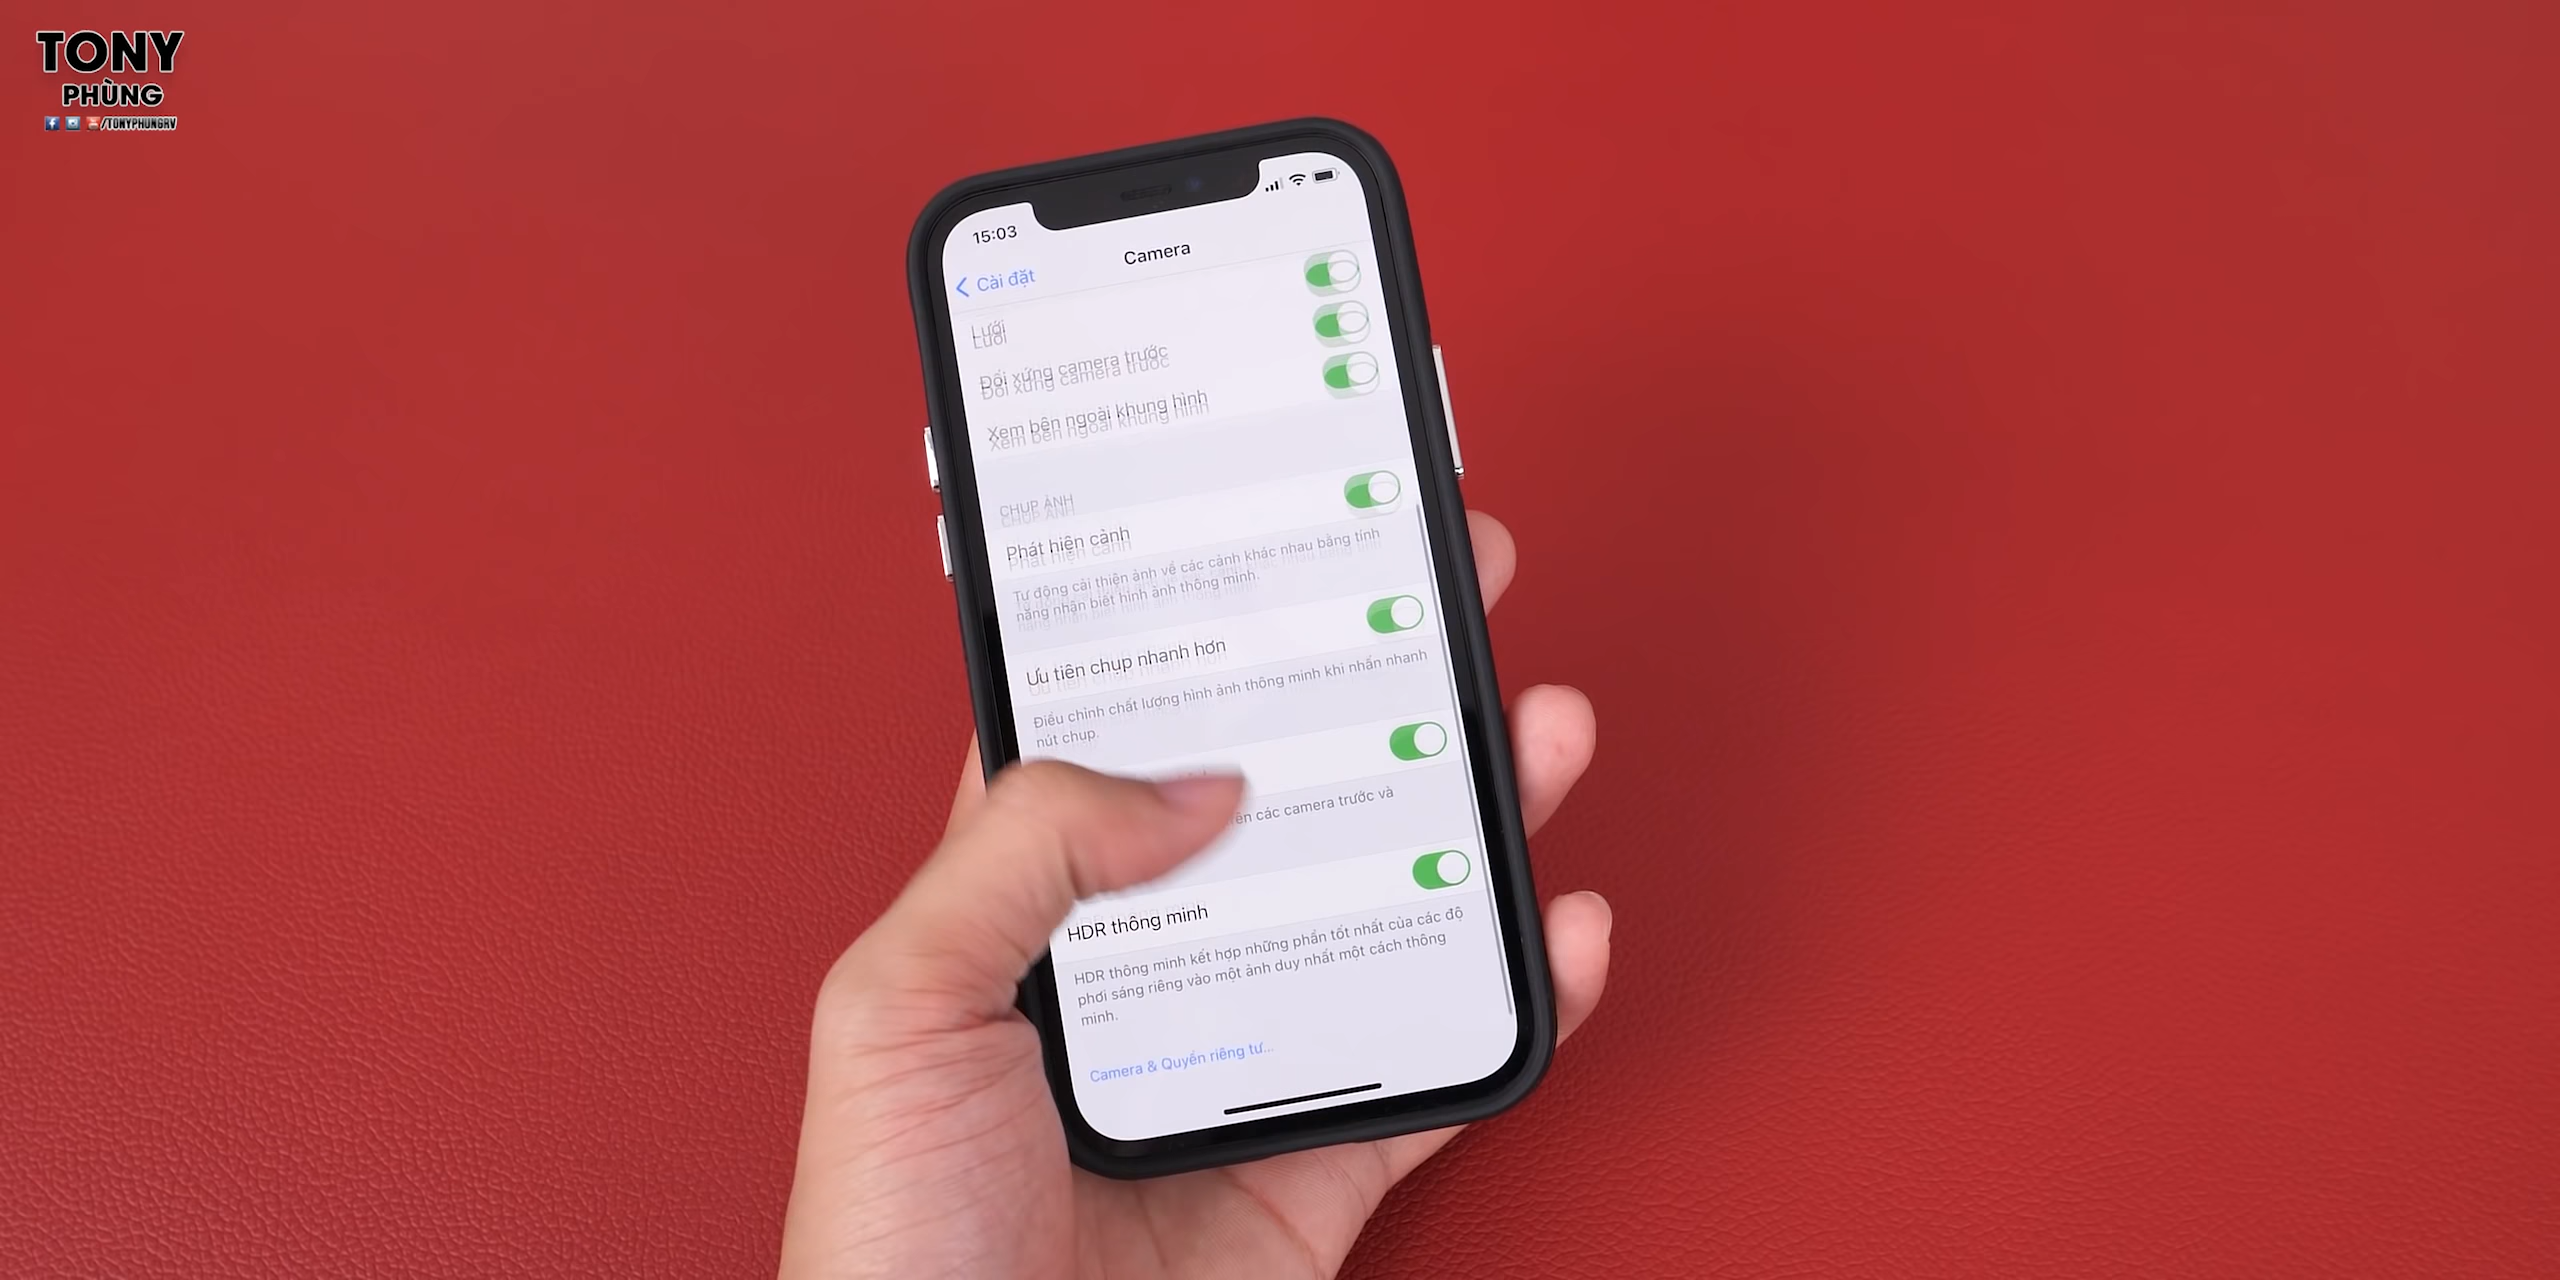 TONY
PHÙNG
/TONYPHUNGRV
15:03
Camera
Cài đặt
Lưới
Đối xứng camera trước
Xem bên ngoài khung hình
CHỤP ẢNH
Phát hiện cảnh
Tự động cải thiện ảnh về các cảnh khác nhau bằng tính
năng nhận biết hình ảnh thông minh.
Ưu tiên chụp nhanh hơn
Điều chỉnh chất lượng hình ảnh thông minh khi nhấn nhanh
nút chụp.
các camera trước và
HDR thông minh
HDR thông minh kết hợp những phần tốt nhất của các độ
phơi sáng riêng vào một ảnh duy nhất một cách thông
minh.
Camera & Quyền riêng tư...